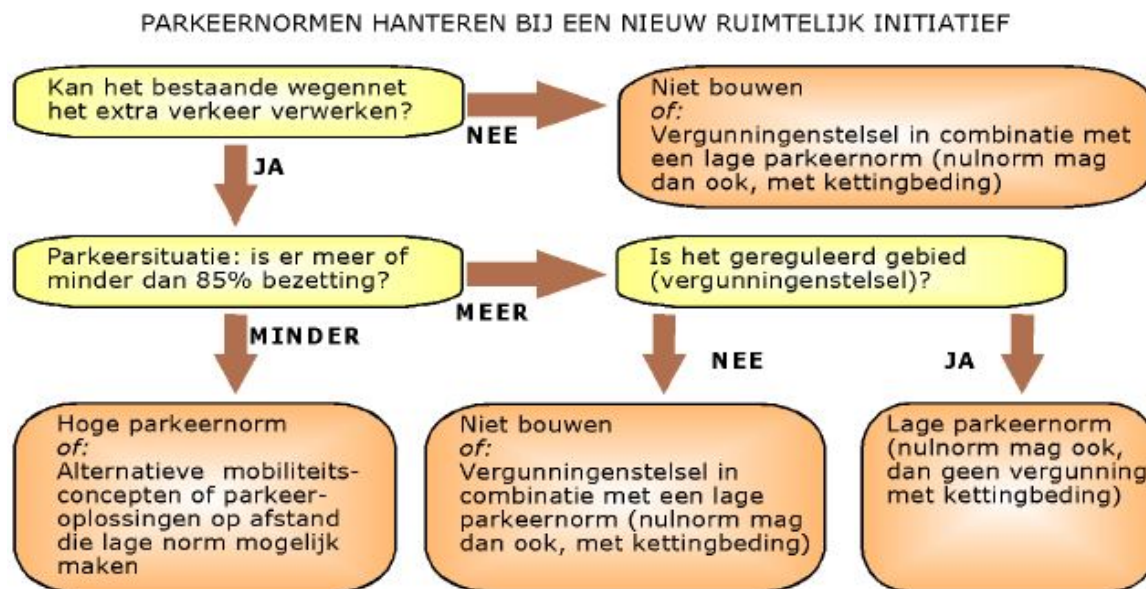 PARKEERNORMEN HANTEREN BIJ EEN NIEUW RUIMTELIJK INITIATIEF
Kan het bestaande wegennet
het extra verkeer verwerken?
NEE
Niet bouwen
of:
Vergunningenstelsel in combinatie met
een lage parkeernorm (nulnorm mag
dan ook, met kettingbeding)
JA
Parkeersituatie: is er meer of
minder dan 85% bezetting?
MEER
Is het gereguleerd gebied
(vergunningenstelsel)?
MINDER
NEE
JA
Hoge parkeernorm
of:
Alternatieve mobiliteits-
concepten of parkeer-
oplossingen op afstand
die lage norm mogelijk
maken
Niet bouwen
of:
Vergunningenstelsel in
combinatie met een lage
parkeernorm (nulnorm mag
dan ook, met kettingbeding)
Lage parkeernorm
(nulnorm mag ook,
dan geen vergunning
met kettingbeding)